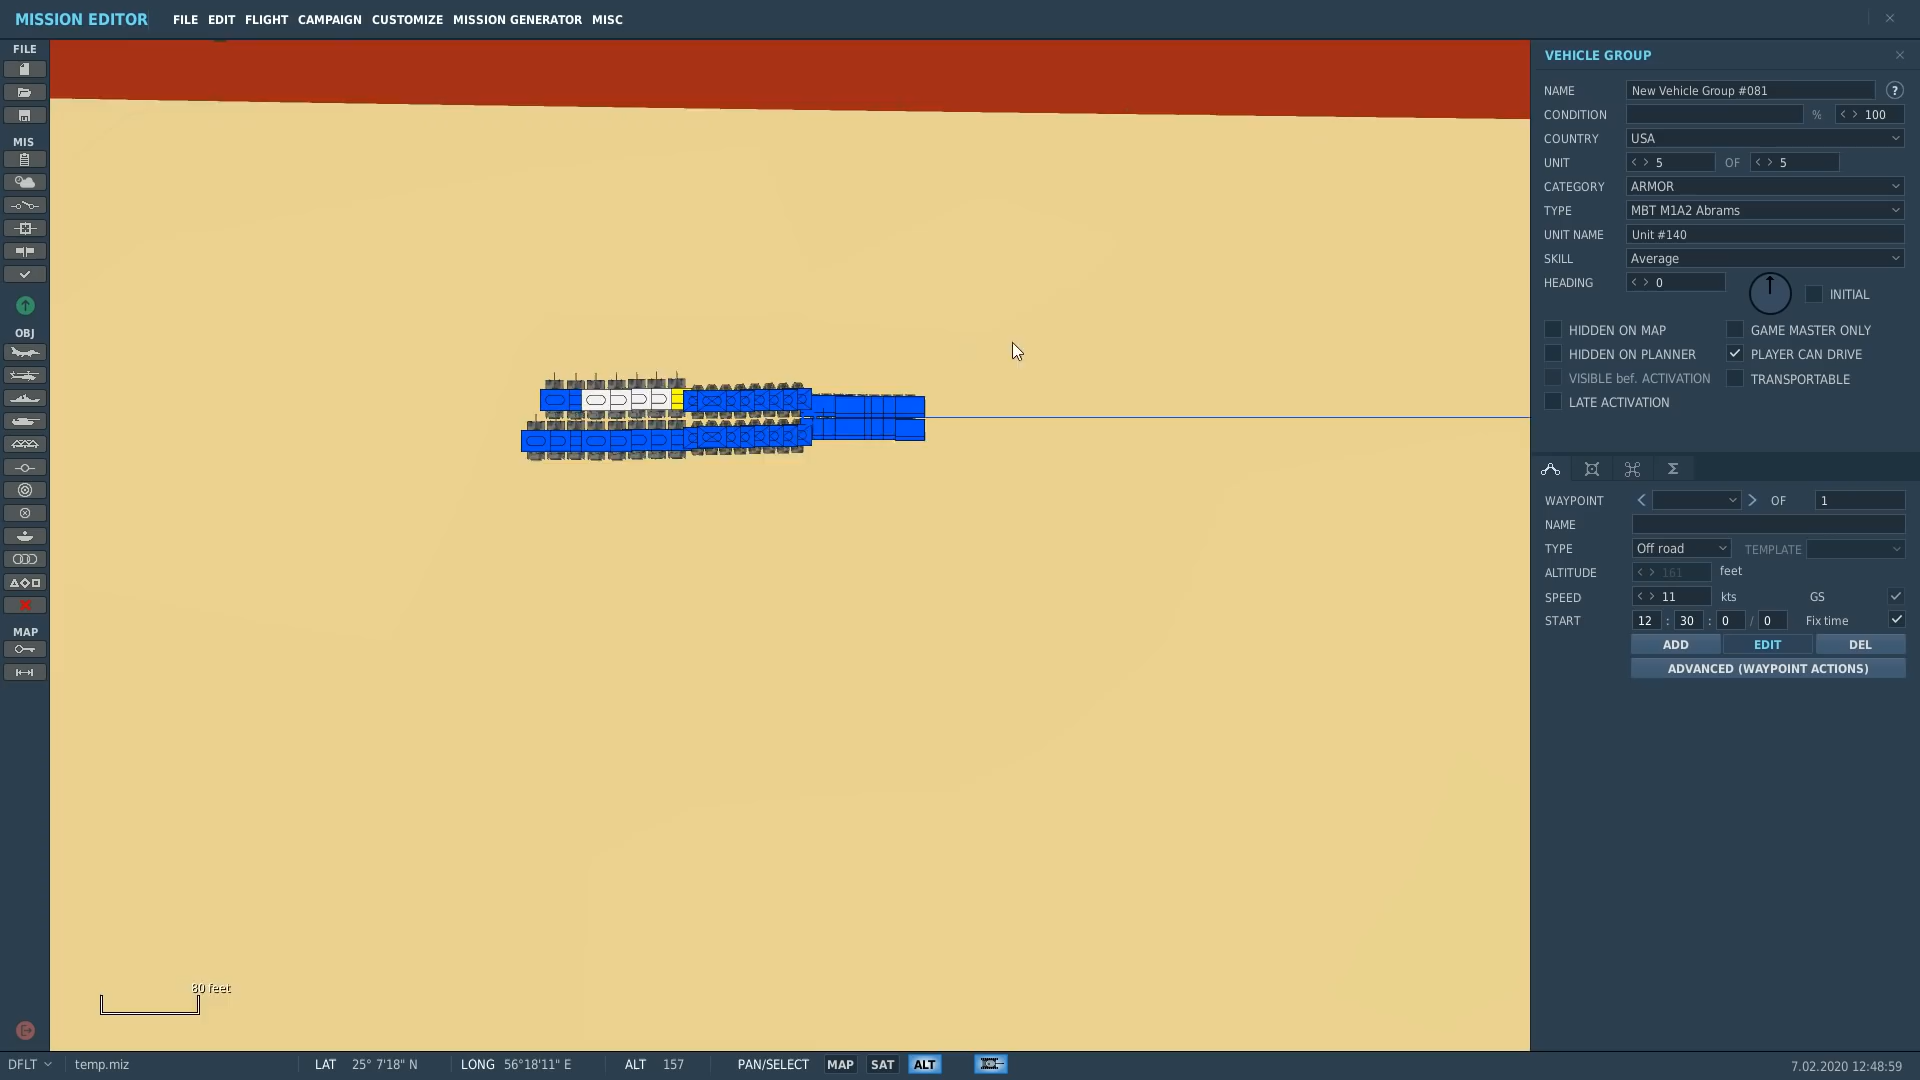 MISSION EDITOR FILE EDIT FLIGHT CAMPAIGN CUSTOMIZE MISSION GENERATOR MISC
FILE
MIS
OBJ
MAP
80 feet
VEHICLE GROUP
NAME New Vehicle Group #081 ?
CONDITION % < > 100
COUNTRY USA
UNIT < > 5 OF < > 5
CATEGORY ARMOR
TYPE MBT M1A2 Abrams
UNIT NAME Unit #140
SKILL Average
HEADING < > 0 INITIAL
HIDDEN ON MAP GAME MASTER ONLY
HIDDEN ON PLANNER PLAYER CAN DRIVE
VISIBLE bef. ACTIVATION TRANSPORTABLE
LATE ACTIVATION
WAYPOINT < > OF 1
NAME
TYPE Off road TEMPLATE
ALTITUDE < > 161 feet
SPEED < > 11 kts GS
START 12 : 30 : 0 / 0 Fix time
ADD EDIT DEL
ADVANCED (WAYPOINT ACTIONS)
DFLT temp.miz LAT 25° 7'18" N LONG 56°18'11" E ALT 157 PAN/SELECT MAP SAT ALT 7.02.2020 12:48:59